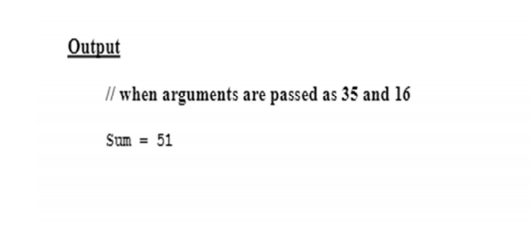 Output
// when arguments are passed as 35 and 16
Sum = 51